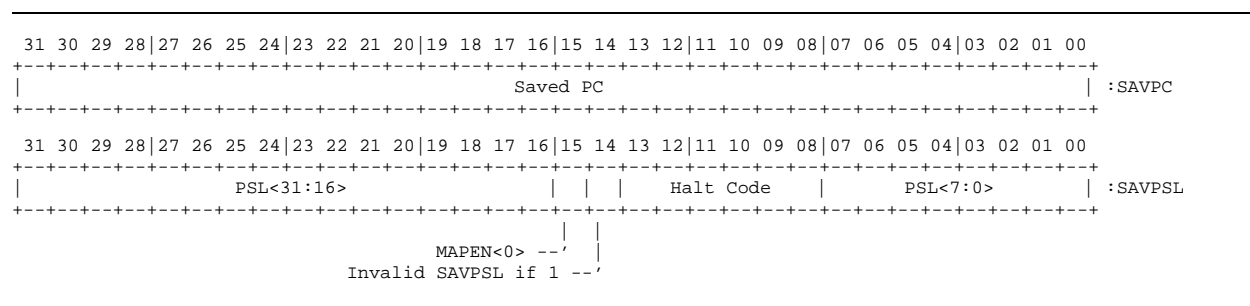 31 30 29 28|27 26 25 24|23 22 21 20|19 18 17 16|15 14 13 12|11 10 09 08|07 06 05 04|03 02 01 00
+--+--+--+--+--+--+--+--+--+--+--+--+--+--+--+--+--+--+--+--+--+--+--+--+--+--+--+--+--+--+--+--+
| Saved PC | :SAVPC
+--+--+--+--+--+--+--+--+--+--+--+--+--+--+--+--+--+--+--+--+--+--+--+--+--+--+--+--+--+--+--+--+
31 30 29 28|27 26 25 24|23 22 21 20|19 18 17 16|15 14 13 12|11 10 09 08|07 06 05 04|03 02 01 00
+--+--+--+--+--+--+--+--+--+--+--+--+--+--+--+--+--+--+--+--+--+--+--+--+--+--+--+--+--+--+--+--+
| PSL<31:16> | | | Halt Code | PSL<7:0> | :SAVPSL
+--+--+--+--+--+--+--+--+--+--+--+--+--+--+--+--+--+--+--+--+--+--+--+--+--+--+--+--+--+--+--+--+
| |
MAPEN<0> --' |
Invalid SAVPSL if 1 --'